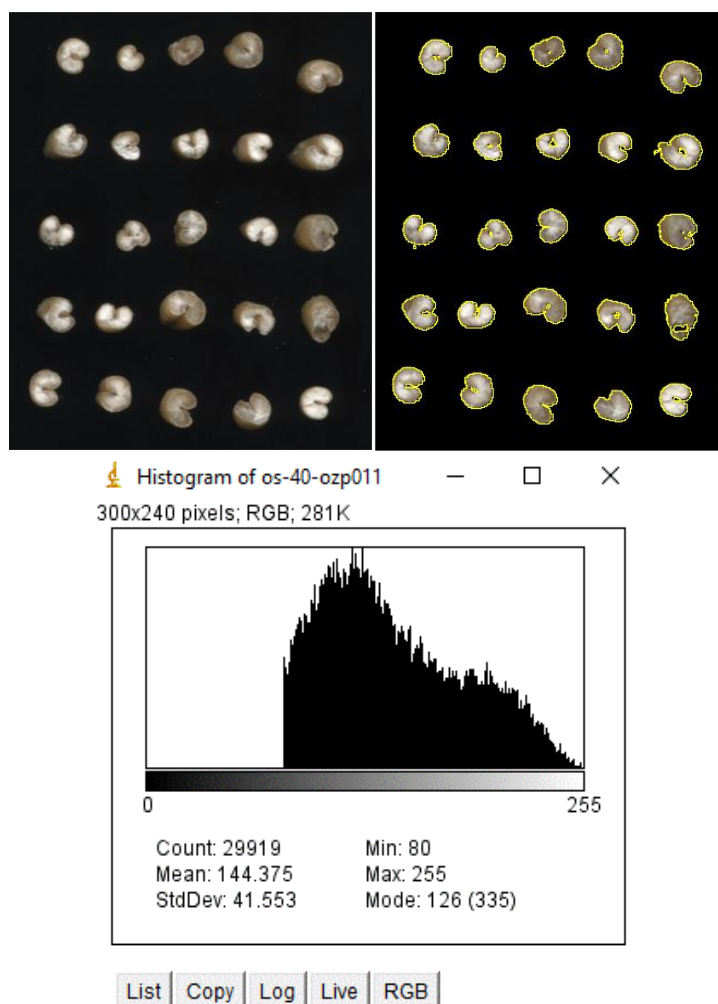 Histogram of os-40-ozp011
300x240 pixels; RGB; 281K
0 255
Count: 29919 Min: 80
Mean: 144.375 Max: 255
StdDev: 41.553 Mode: 126 (335)
List Copy Log Live RGB